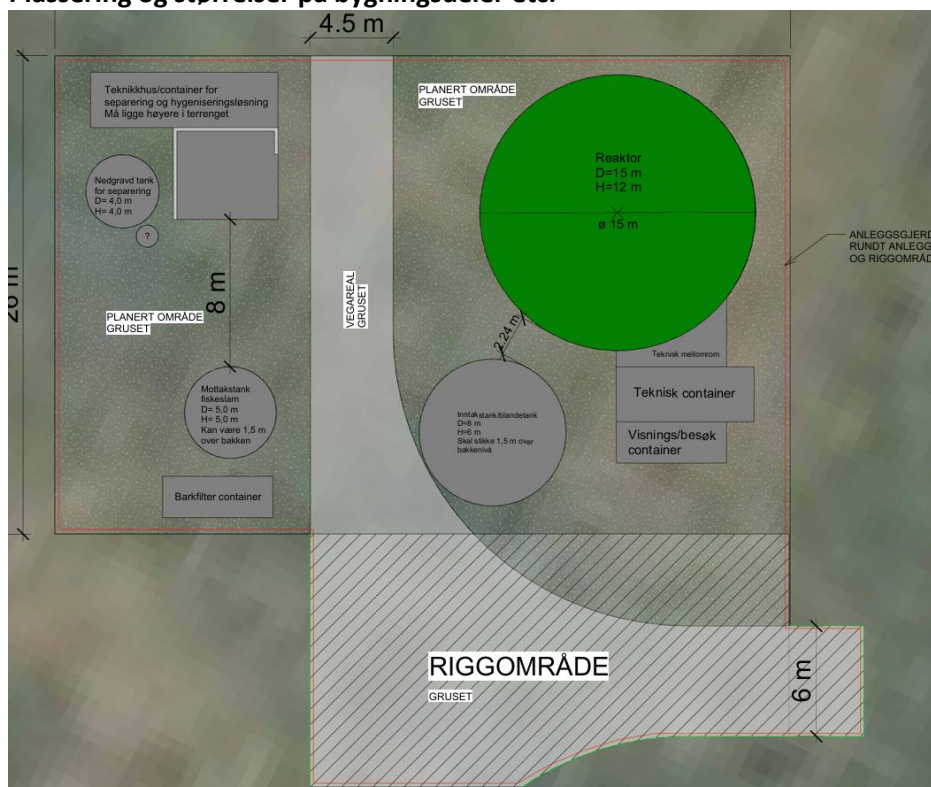 Plassering og størrelser på bygningsdeler etc.
4.5 m
Teknikkhus/container for
separering og hygeniseringsløsning
Må ligge høyere i terrenget
PLANERT OMRÅDE
GRUSET
Reaktor
D=15 m
H=12 m
ø 15 m
Nedgravd tank
for separering
D= 4,0 m
H= 4,0 m
?
ANLEGGSGJERD
RUNDT ANLEGG
OG RIGGOMRÅD
8 m
VEGAREAL
GRUSET
PLANERT OMRÅDE
GRUSET
2.24 m
Teknisk mellomrom
Mottakstank
fiskeslam
D= 5,0 m
H= 5,0 m
Kan være 1,5 m
over bakken
Teknisk container
Inntakstank/blandetank
D=8 m
H=6 m
Skal stikke 1,5 m over
bakkenivå
Visnings/besøk
container
Barkfilter container
RIGGOMRÅDE
GRUSET
6 m